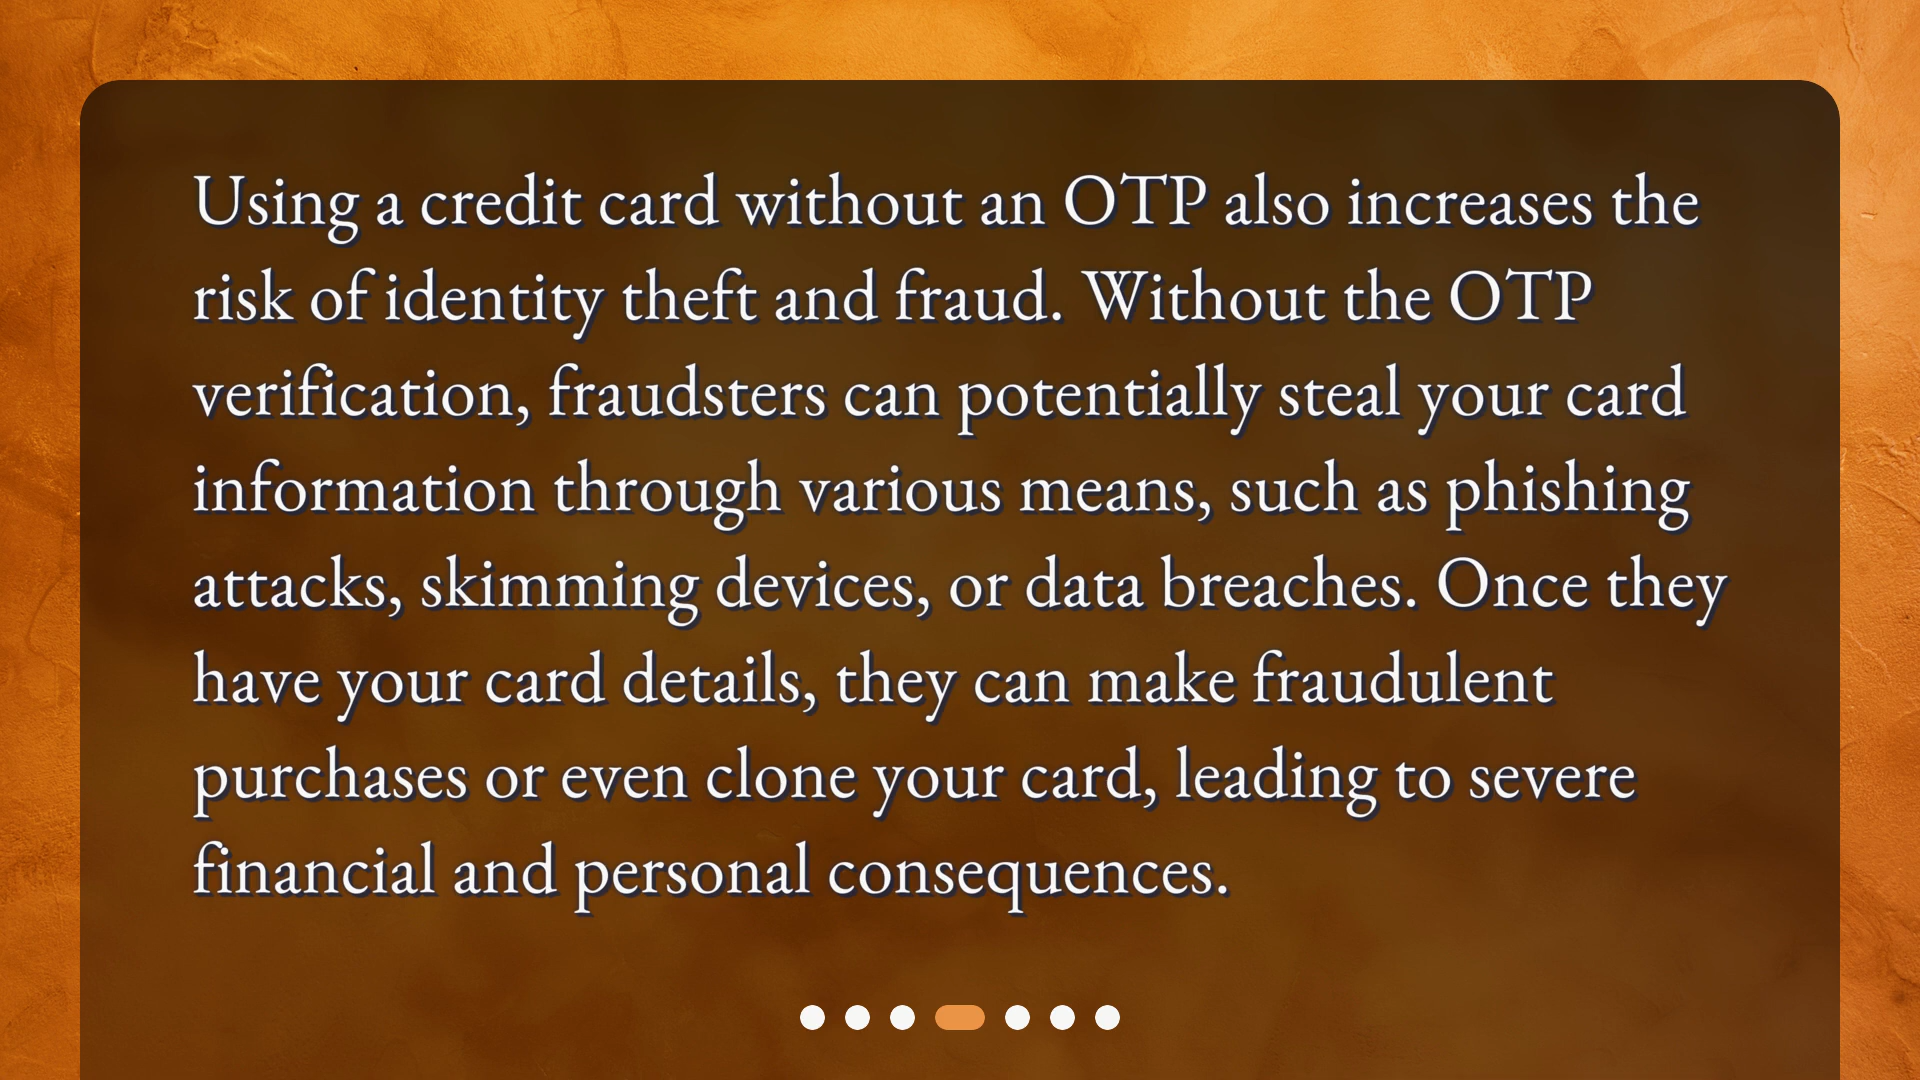 Using a credit card without an OTP also increases the
risk of identity theft and fraud. Without the OTP
verification, fraudsters can potentially steal your card
information through various means, such as phishing
attacks, skimming devices, or data breaches. Once they
have your card details, they can make fraudulent
purchases or even clone your card, leading to severe
financial and personal consequences.